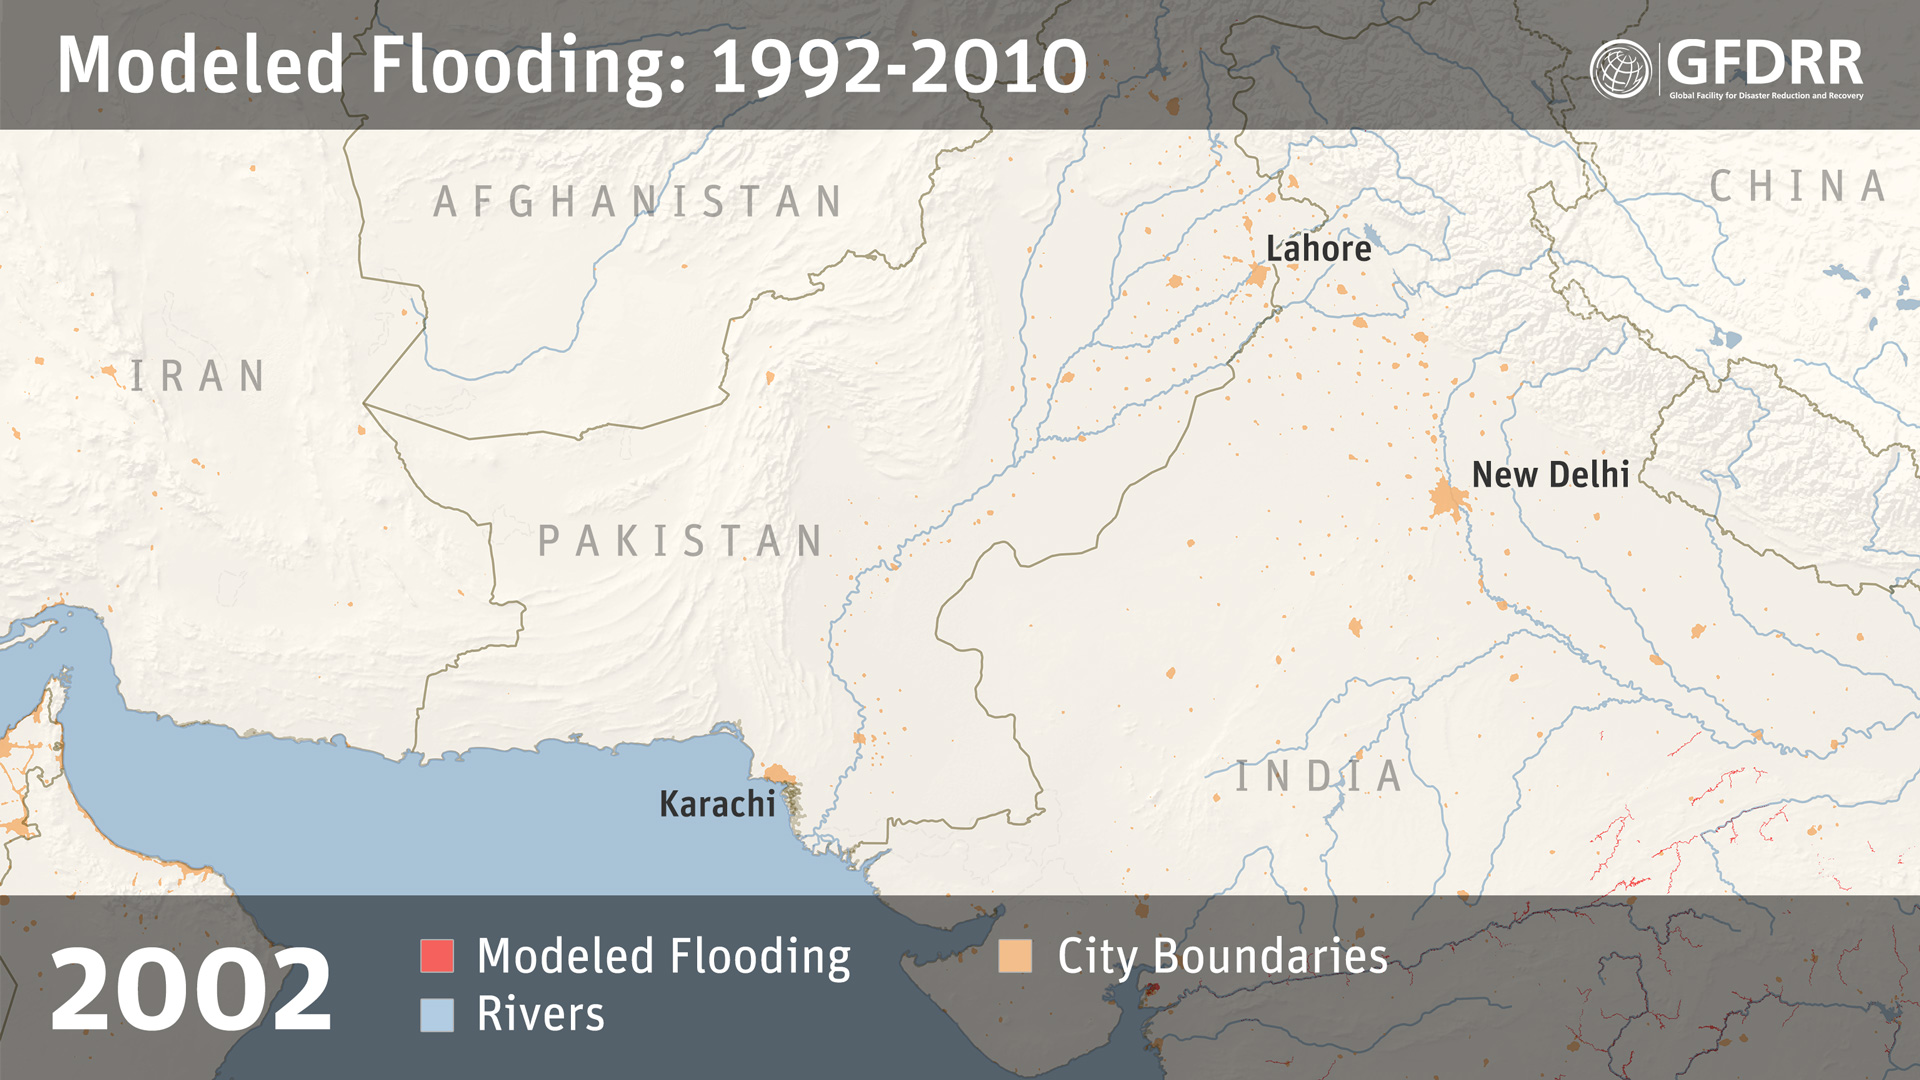 Modeled Flooding: 1992-2010
GFDRR
Global Facility for Disaster Reduction and Recovery
AFGHANISTAN
CHINA
Lahore
IRAN
New Delhi
PAKISTAN
INDIA
Karachi
2002
Modeled Flooding
City Boundaries
Rivers